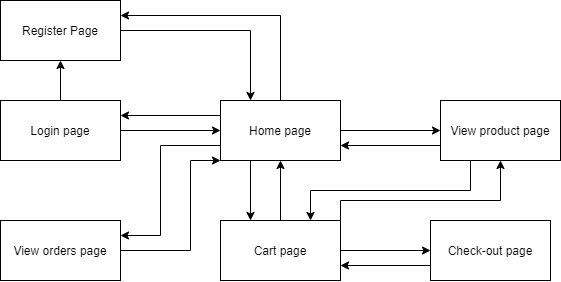 Register Page
Login page
Home page
View product page
View orders page
Cart page
Check-out page